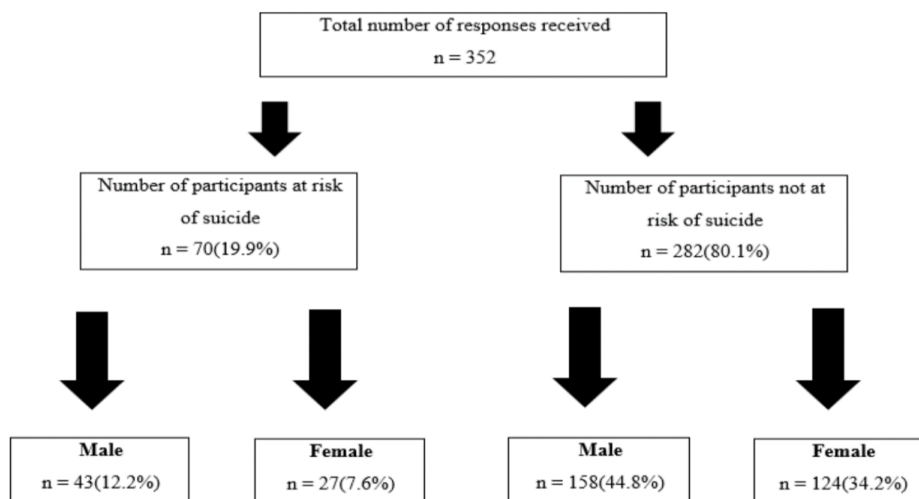 Total number of responses received
n = 352
Number of participants at risk
of suicide
n = 70(19.9%)
Number of participants not at
risk of suicide
n = 282(80.1%)
Male
n = 43(12.2%)
Female
n = 27(7.6%)
Male
n = 158(44.8%)
Female
n = 124(34.2%)